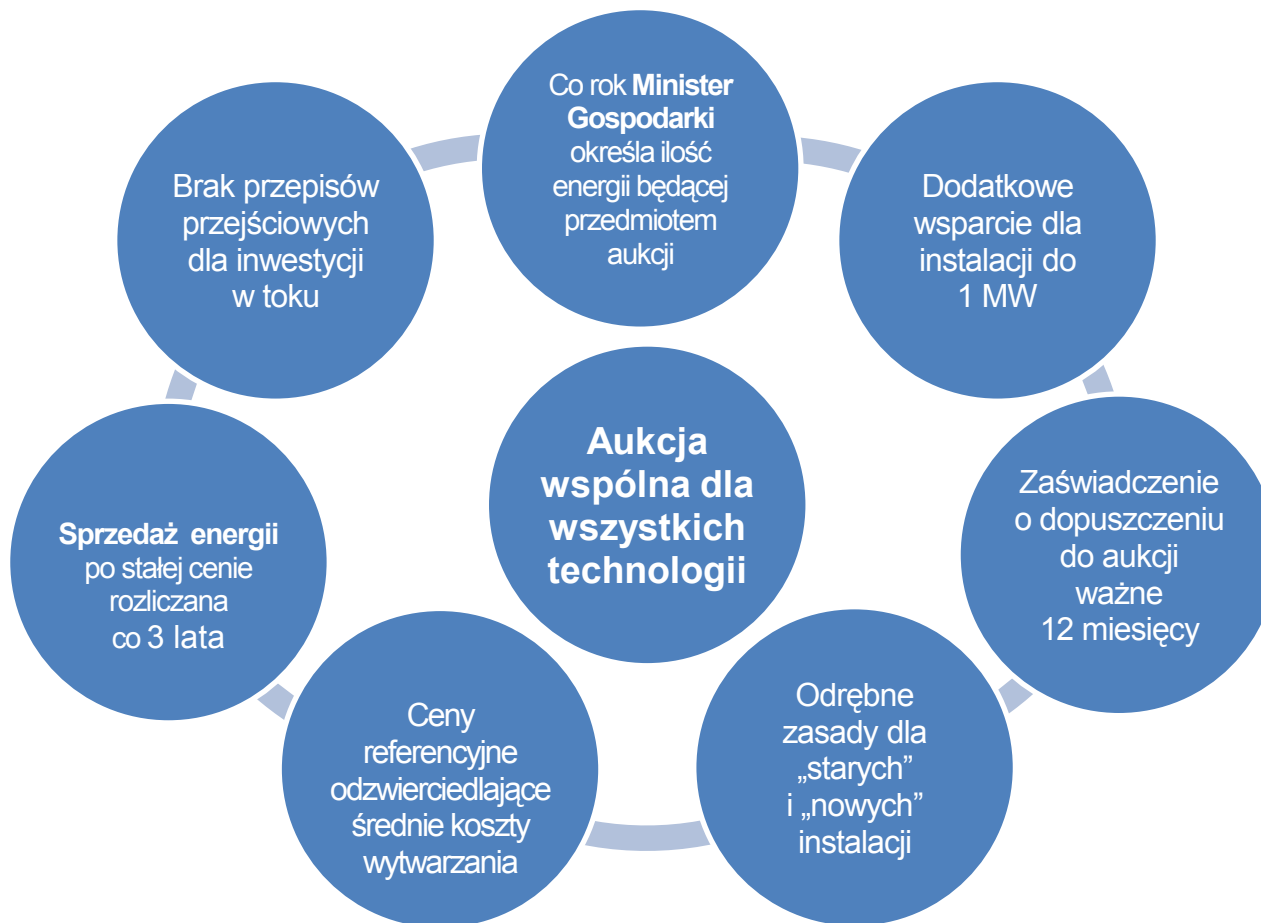 Co rok Minister
Gospodarki
określa ilość
energii będącej
przedmiotem
aukcji
Dodatkowe
wsparcie dla
instalacji do
1 MW
Zaświadczenie
o dopuszczeniu
do aukcji
ważne
12 miesięcy
Odrębne
zasady dla
„starych”
i „nowych”
instalacji
Ceny
referencyjne
odzwierciedlające
średnie koszty
wytwarzania
Sprzedaż energii
po stałej cenie
rozliczana
co 3 lata
Brak przepisów
przejściowych
dla inwestycji
w toku
Aukcja
wspólna dla
wszystkich
technologii